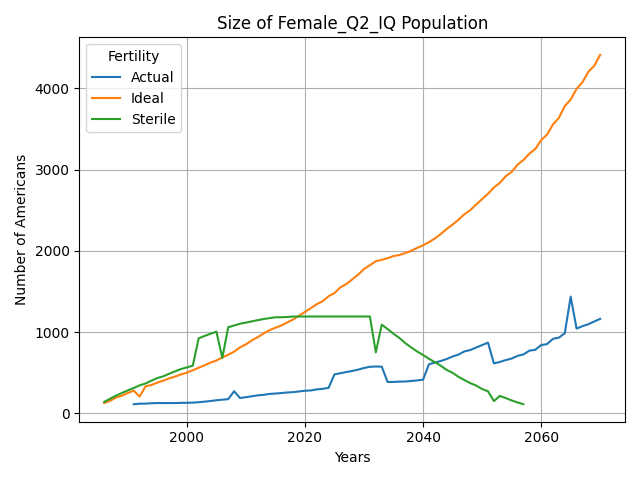 Size of Female_Q2_IQ Population
Fertility
Actual
Ideal
Sterile
Number of Americans
4000
3000
2000
1000
0
2000
2020
2040
2060
Years